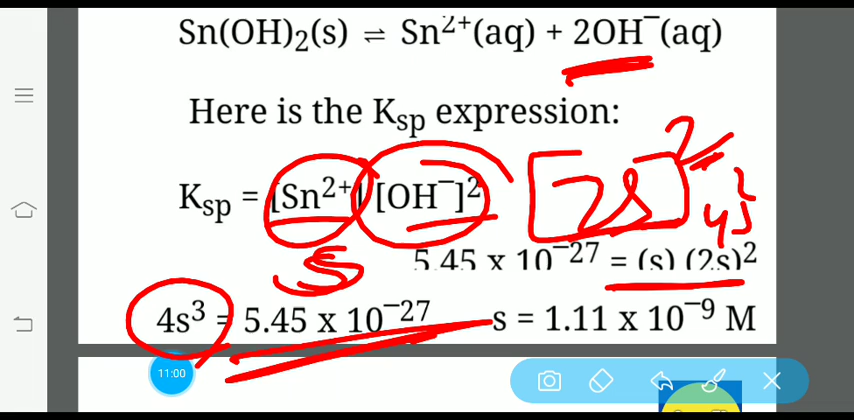 Sn(OH)₂(s) ⇌ Sn²⁺(aq) + 2OH⁻(aq)
Here is the Kₛₚ expression:
Kₛₚ = [Sn²⁺] [OH⁻]² [2s]²
4s²
s
5.45 x 10⁻²⁷ = (s) (2s)²
4s³ = 5.45 x 10⁻²⁷ s = 1.11 x 10⁻⁹ M
11:00